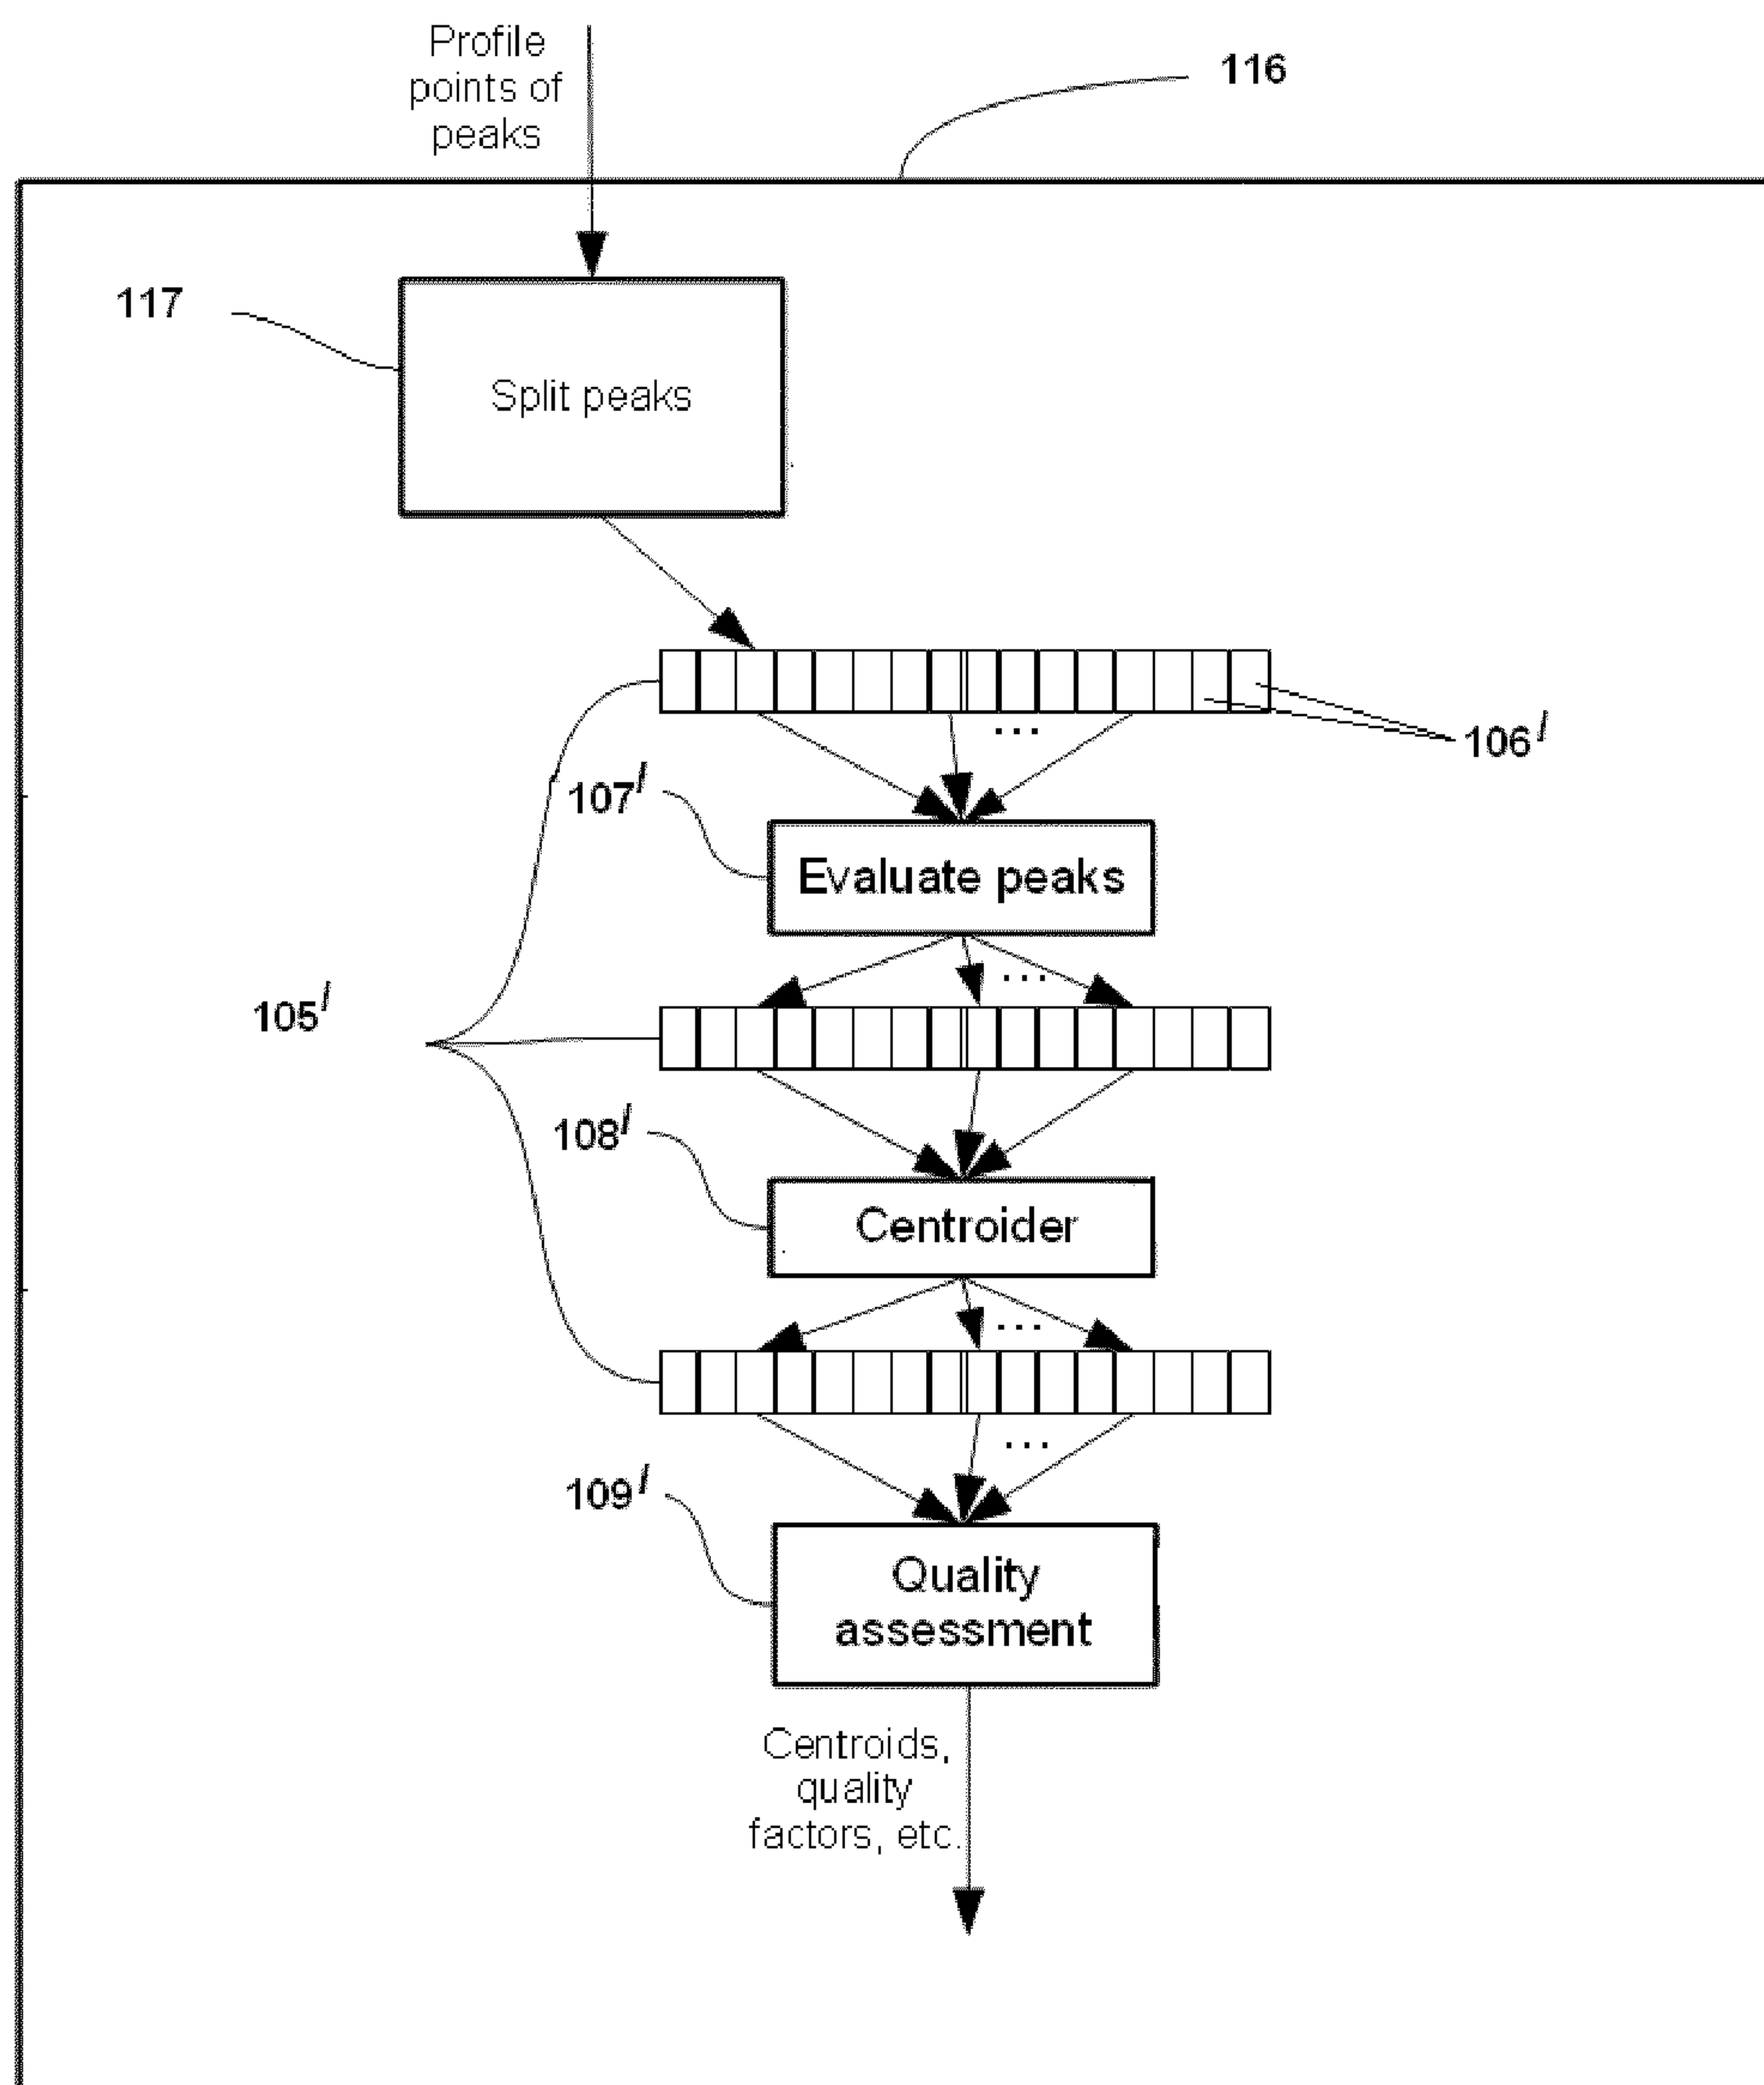 Profile
points of
peaks
116
117
Split peaks
...
106'
107'
Evaluate peaks
...
105'
108'
Centroider
...
...
109'
Quality
assessment
Centroids,
quality
factors, etc.